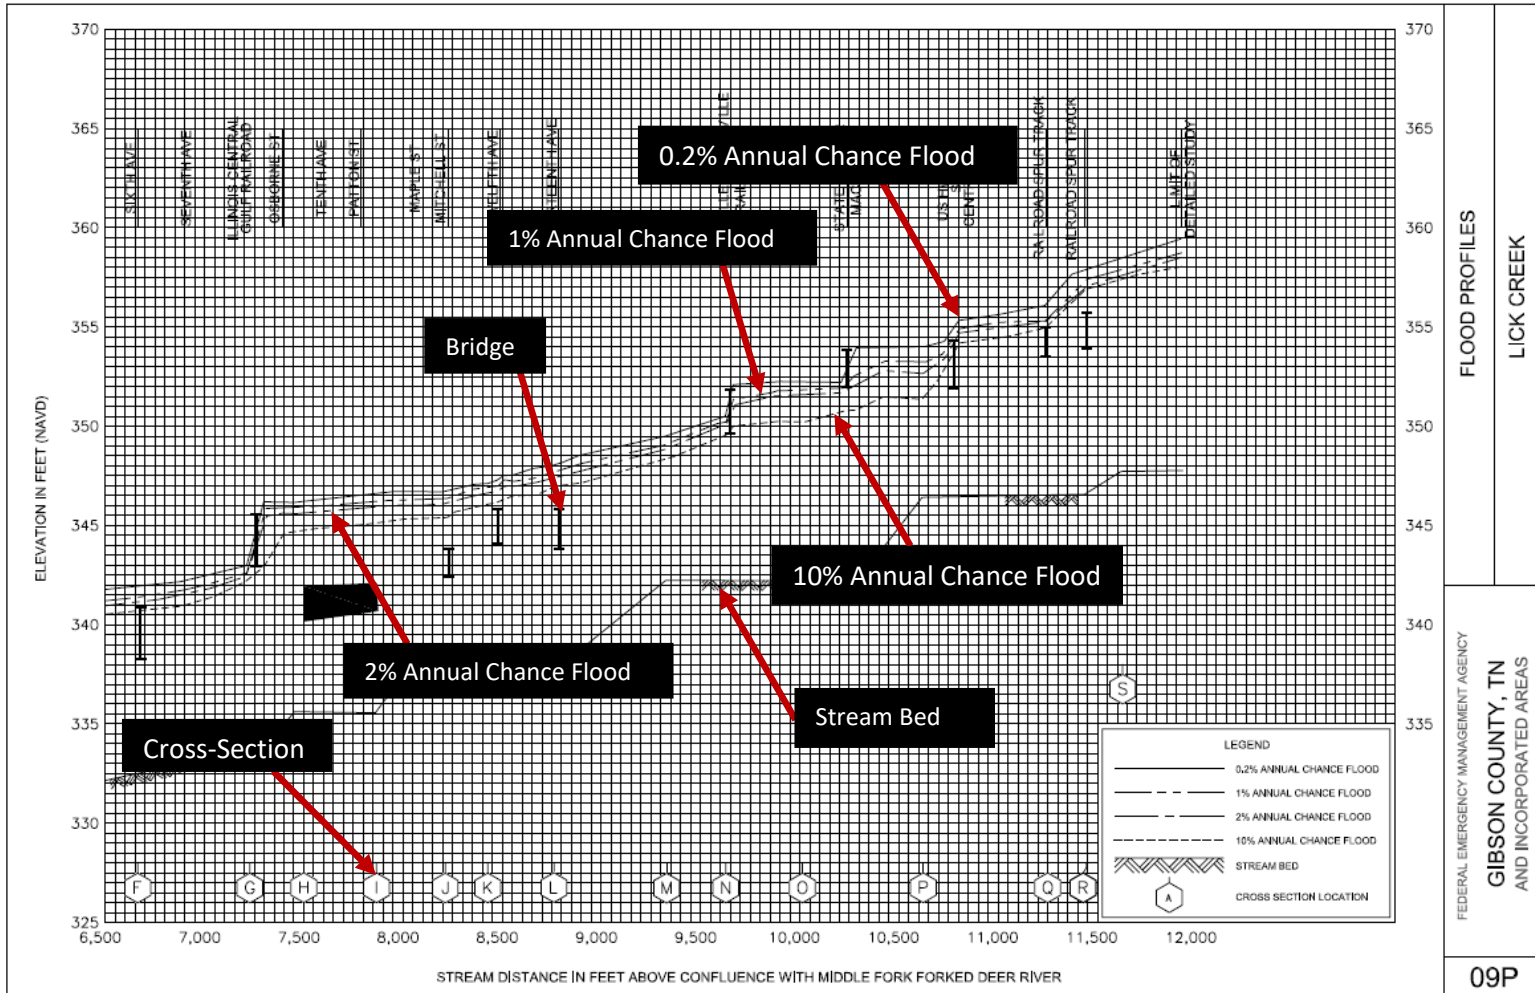 370
365
360
355
350
345
340
335
330
325
ELEVATION IN FEET (NAVD)
370
365
360
355
350
345
340
335
SIXTH AVE
SEVENTH AVE
ILLINOIS CENTRAL
GULF RAILROAD
OSBORNE ST
TENTH AVE
PATTON ST
MAPLE ST
MITCHELL ST
STATE
US H
CENT
RAILROAD SPUR TRACK
RAILROAD SPUR TRACK
LIMIT OF
DETAILED STUDY
0.2% Annual Chance Flood
1% Annual Chance Flood
Bridge
10% Annual Chance Flood
2% Annual Chance Flood
Stream Bed
Cross-Section
F
G
H
I
J
K
L
M
N
O
P
Q
R
S
LEGEND
0.2% ANNUAL CHANCE FLOOD
1% ANNUAL CHANCE FLOOD
2% ANNUAL CHANCE FLOOD
10% ANNUAL CHANCE FLOOD
STREAM BED
A
CROSS SECTION LOCATION
6,500
7,000
7,500
8,000
8,500
9,000
9,500
10,000
10,500
11,000
11,500
12,000
STREAM DISTANCE IN FEET ABOVE CONFLUENCE WITH MIDDLE FORK FORKED DEER RIVER
FLOOD PROFILES
LICK CREEK
FEDERAL EMERGENCY MANAGEMENT AGENCY
GIBSON COUNTY, TN
AND INCORPORATED AREAS
09P